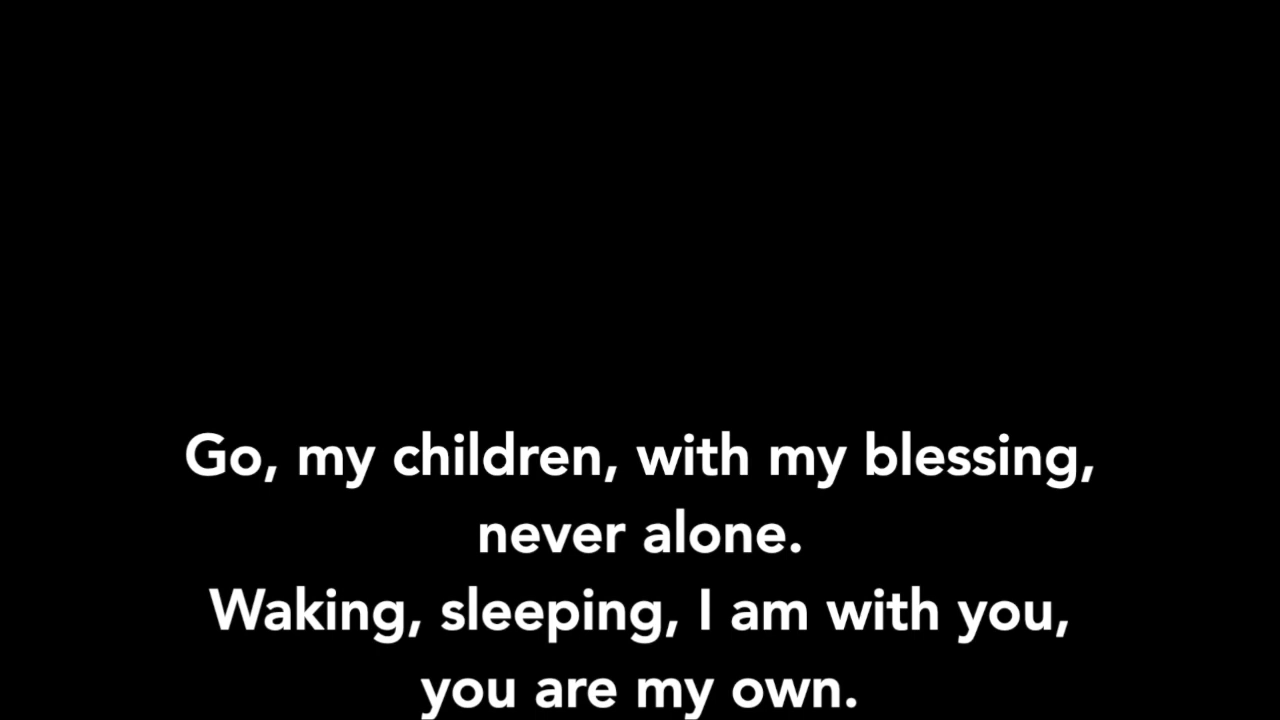 Go, my children, with my blessing,
never alone.
Waking, sleeping, I am with you,
you are my own.